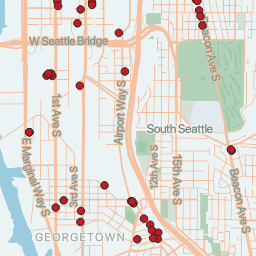 W Seattle Bridge
Beacon Ave S
1st Ave S
Airport Way S
South Seattle
E Marginal Way S
3rd Ave S
12th Ave S
15th Ave S
Beacon Ave S
GEORGETOWN